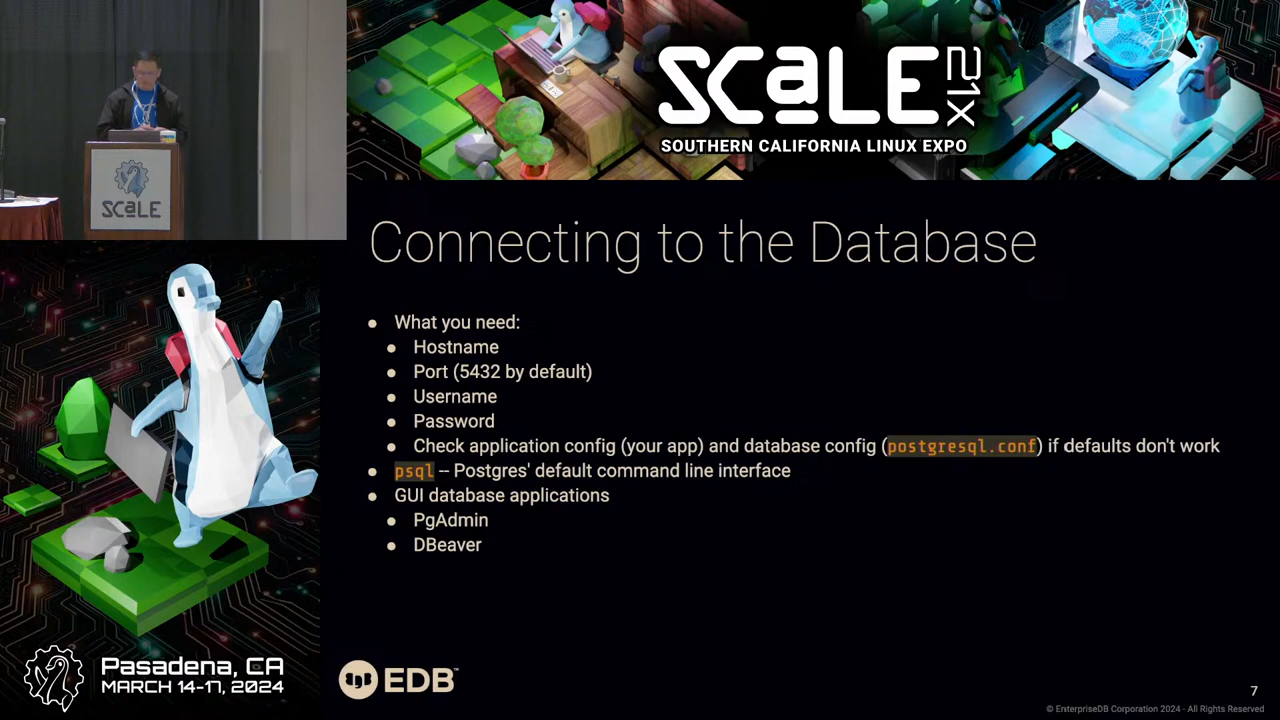 SCaLE 21X
SOUTHERN CALIFORNIA LINUX EXPO
SCaLE
Connecting to the Database
● What you need:
● Hostname
● Port (5432 by default)
● Username
● Password
● Check application config (your app) and database config (postgresql.conf) if defaults don't work
● psql -- Postgres' default command line interface
● GUI database applications
● PgAdmin
● DBeaver
Pasadena, CA
MARCH 14-17, 2024
EDB™
7
© EnterpriseDB Corporation 2024 - All Rights Reserved